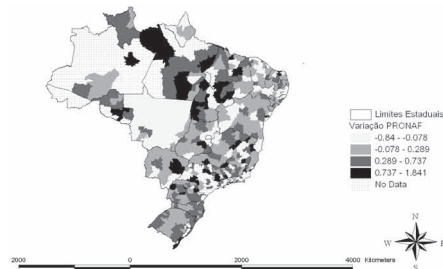 Limites Estaduais
Variação PRONAF
-0.84 - -0.078
-0.078 - 0.289
0.289 - 0.737
0.737 - 1.841
No Data
N
W E
S
2000 0 2000 4000 Kilometers